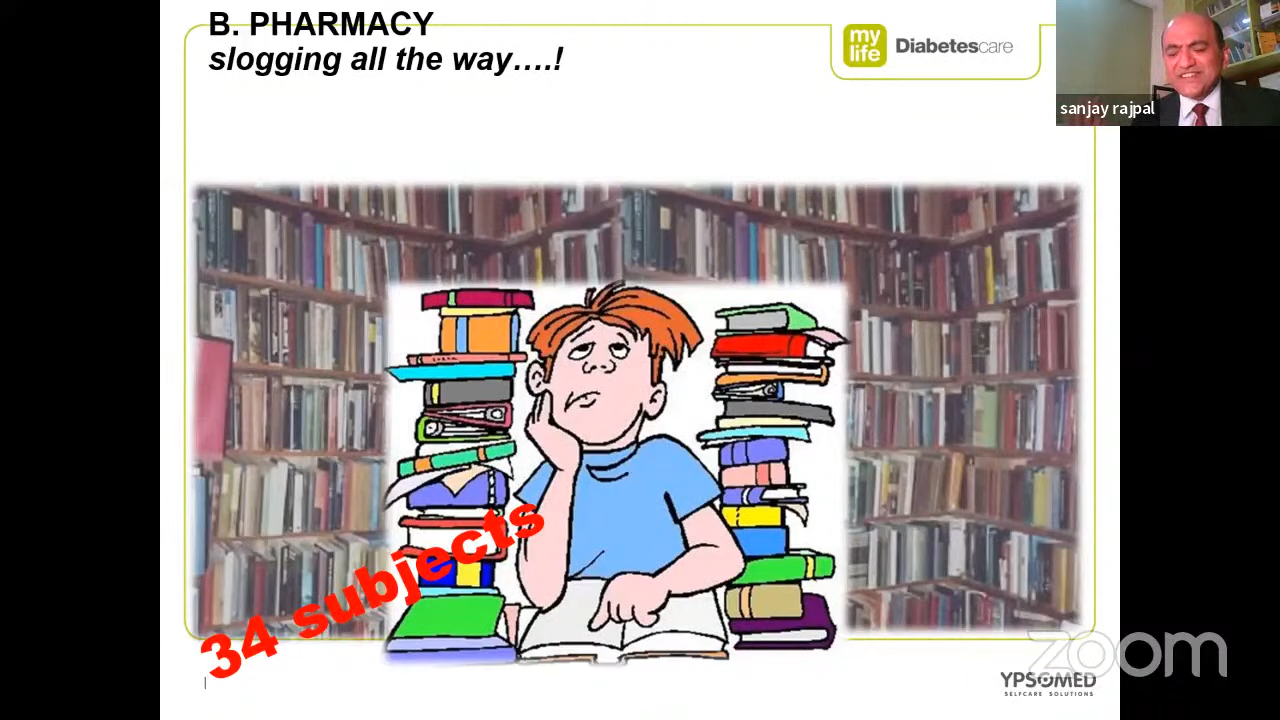 B. PHARMACY
slogging all the way....!
my
life
Diabetescare
sanjay rajpal
34 subjects
zoom
YPSOMED
SELFCARE SOLUTIONS